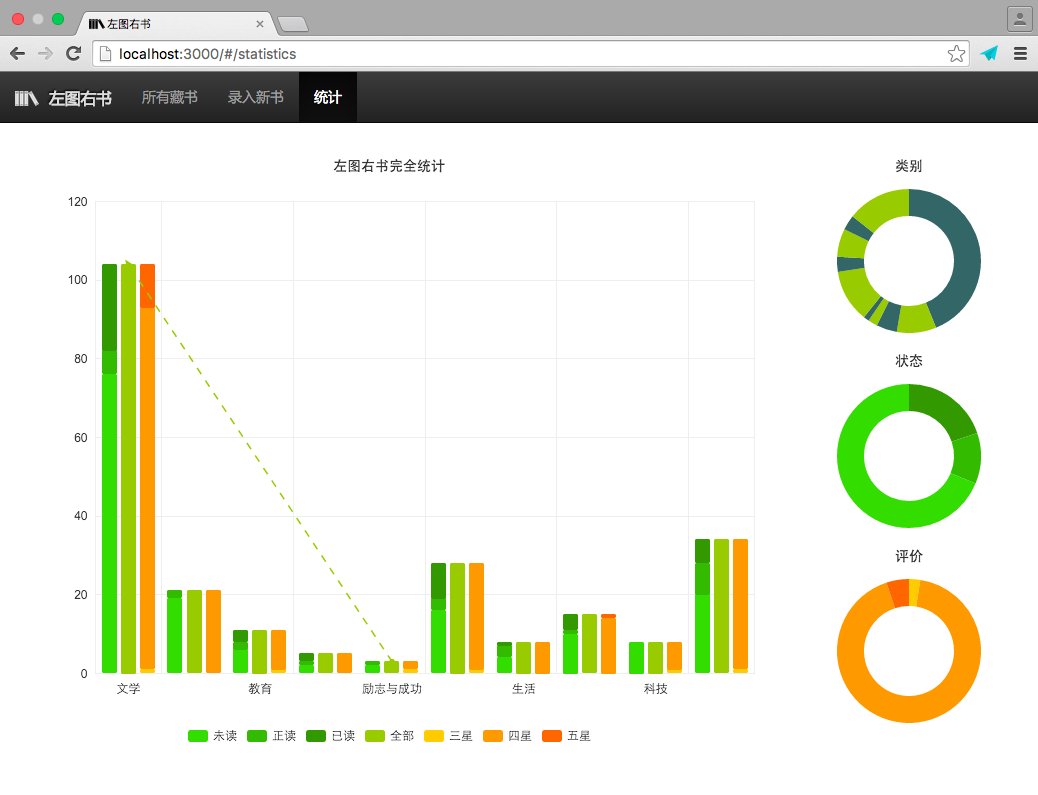 左图右书
localhost:3000/#/statistics
左图右书 所有藏书 录入新书 统计
左图右书完全统计
120
100
80
60
40
20
0
文学 教育 励志与成功 生活 科技
未读 正读 已读 全部 三星 四星 五星
类别
状态
评价